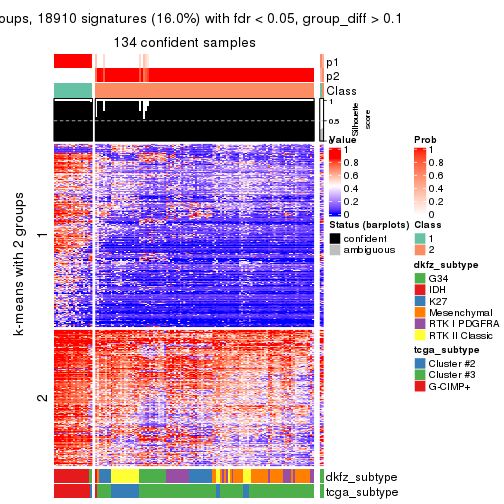 oups, 18910 signatures (16.0%) with fdr < 0.05, group_diff > 0.1
134 confident samples
p1
p2
Class
1
0.5
Silhouette
score
k-means with 2 groups
1
2
Value
1
0.8
0.6
0.4
0.2
0
Prob
1
0.8
0.6
0.4
0.2
0
Status (barplots)
confident
ambiguous
Class
1
2
dkfz_subtype
G34
IDH
K27
Mesenchymal
RTK I PDGFRA
RTK II Classic
tcga_subtype
Cluster #2
Cluster #3
G-CIMP+
dkfz_subtype
tcga_subtype